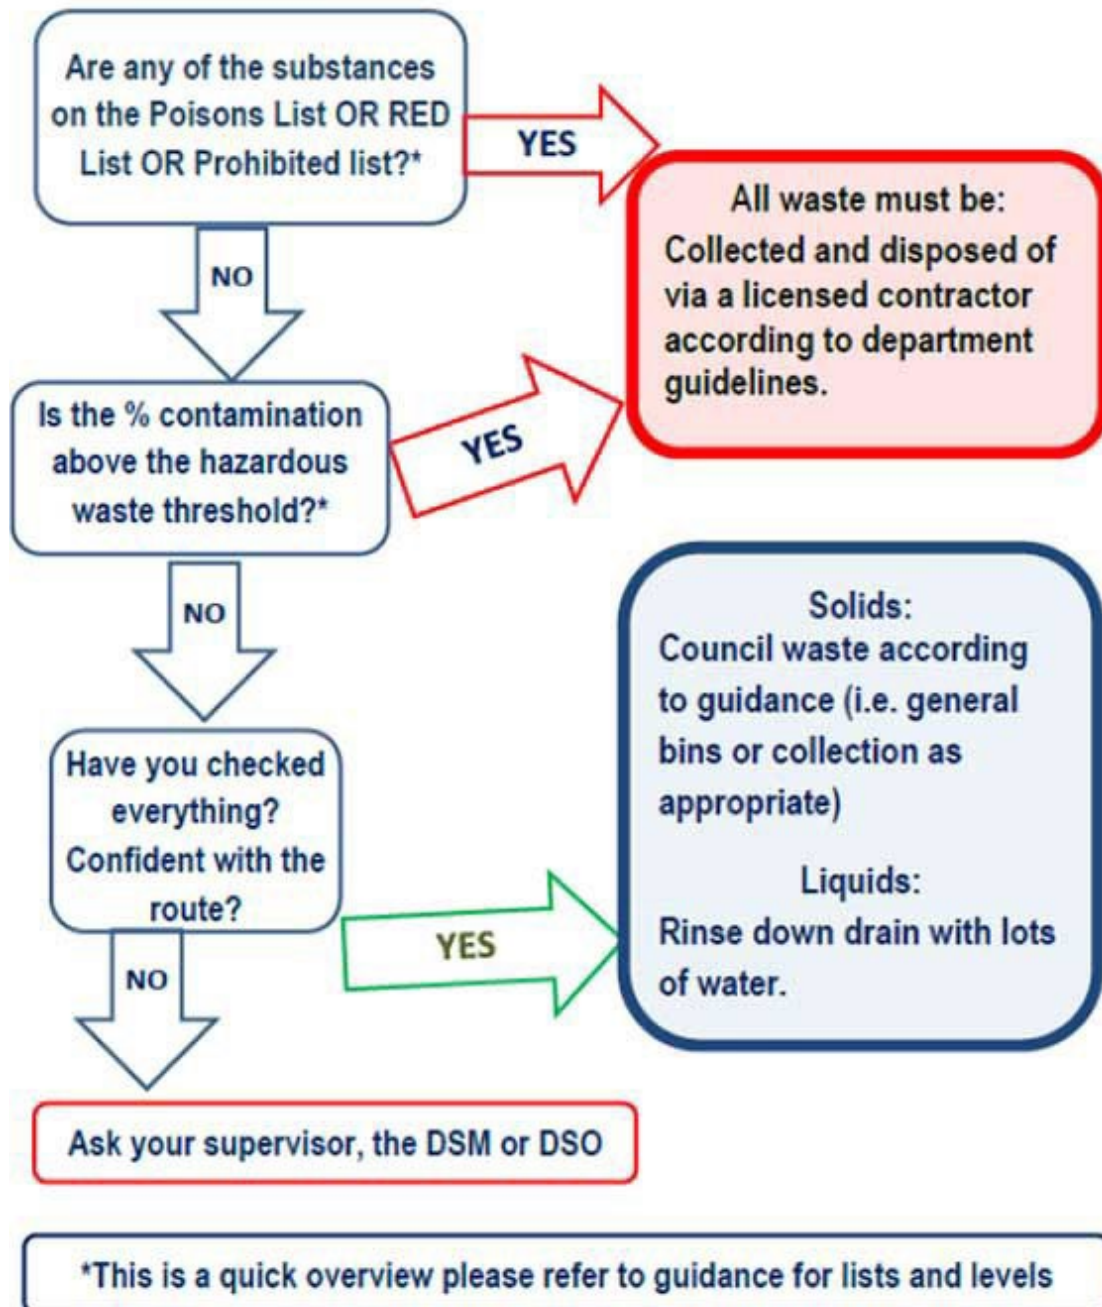 Are any of the substances
on the Poisons List OR RED
List OR Prohibited list?*
YES
All waste must be:
Collected and disposed of
via a licensed contractor
according to department
guidelines.
NO
Is the % contamination
above the hazardous
waste threshold?*
YES
NO
Solids:
Council waste according
to guidance (i.e. general
bins or collection as
appropriate)
Liquids:
Rinse down drain with lots
of water.
Have you checked
everything?
Confident with the
route?
YES
NO
Ask your supervisor, the DSM or DSO
*This is a quick overview please refer to guidance for lists and levels